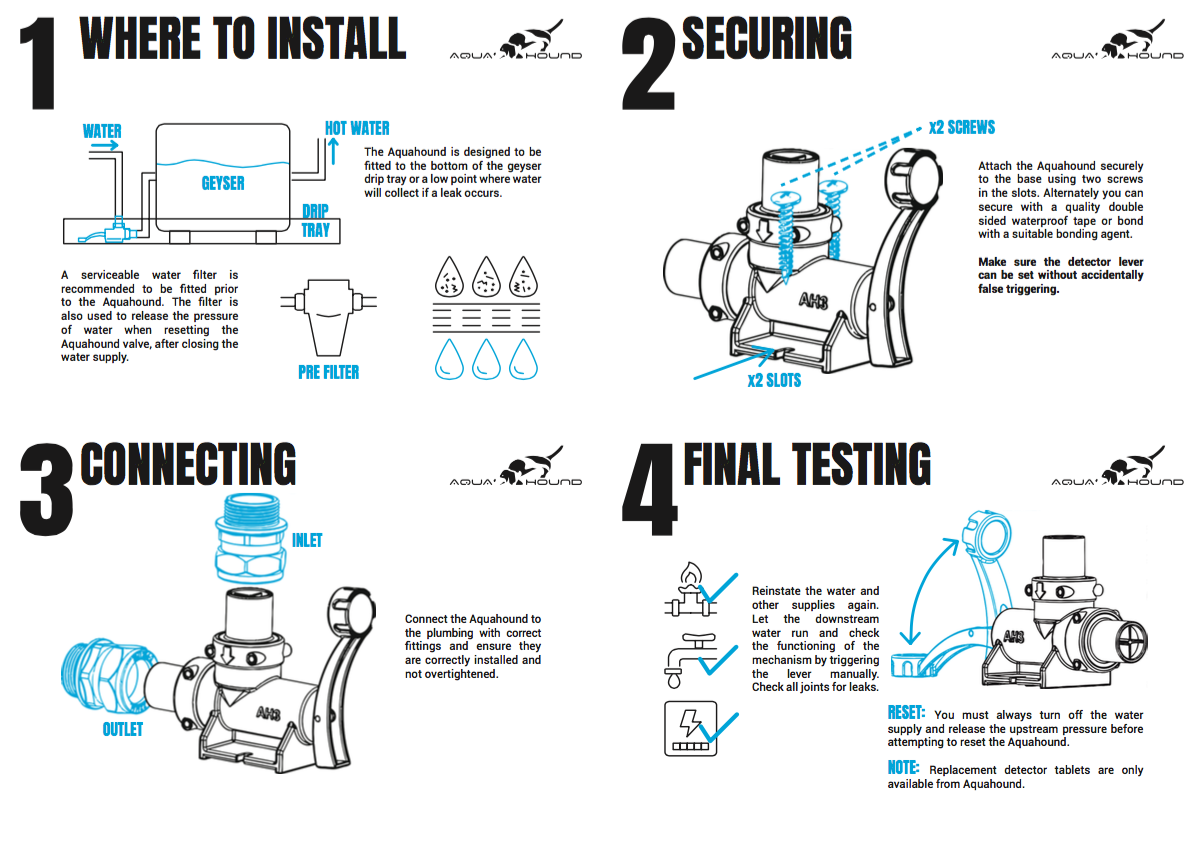 1 WHERE TO INSTALL
AQUA' HOUND
WATER
HOT WATER
GEYSER
DRIP
TRAY
The Aquahound is designed to be
fitted to the bottom of the geyser
drip tray or a low point where water
will collect if a leak occurs.
A serviceable water filter is
recommended to be fitted prior
to the Aquahound. The filter is
also used to release the pressure
of water when resetting the
Aquahound valve, after closing the
water supply.
PRE FILTER
2 SECURING
AQUA' HOUND
x2 SCREWS
AH3
x2 SLOTS
Attach the Aquahound securely
to the base using two screws
in the slots. Alternately you can
secure with a quality double
sided waterproof tape or bond
with a suitable bonding agent.
Make sure the detector lever
can be set without accidentally
false triggering.
3 CONNECTING
AQUA' HOUND
INLET
AH3
OUTLET
Connect the Aquahound to
the plumbing with correct
fittings and ensure they
are correctly installed and
not overtightened.
4 FINAL TESTING
AQUA' HOUND
Reinstate the water and
other supplies again.
Let the downstream
water run and check
the functioning of the
mechanism by triggering
the lever manually.
Check all joints for leaks.
AH3
RESET: You must always turn off the water
supply and release the upstream pressure before
attempting to reset the Aquahound.
NOTE: Replacement detector tablets are only
available from Aquahound.